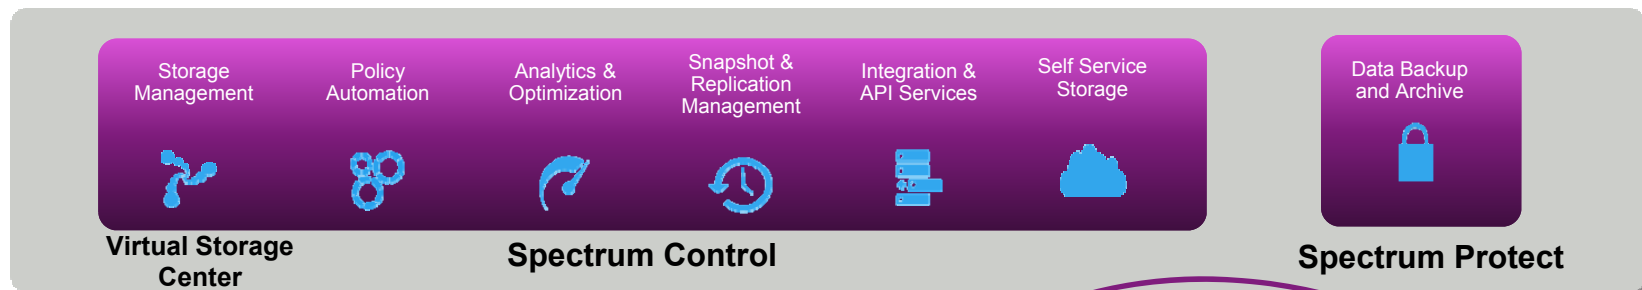 Storage
Management
Policy
Automation
Analytics &
Optimization
Snapshot &
Replication
Management
Integration &
API Services
Self Service
Storage
Data Backup
and Archive
Virtual Storage
Center
Spectrum Control
Spectrum Protect